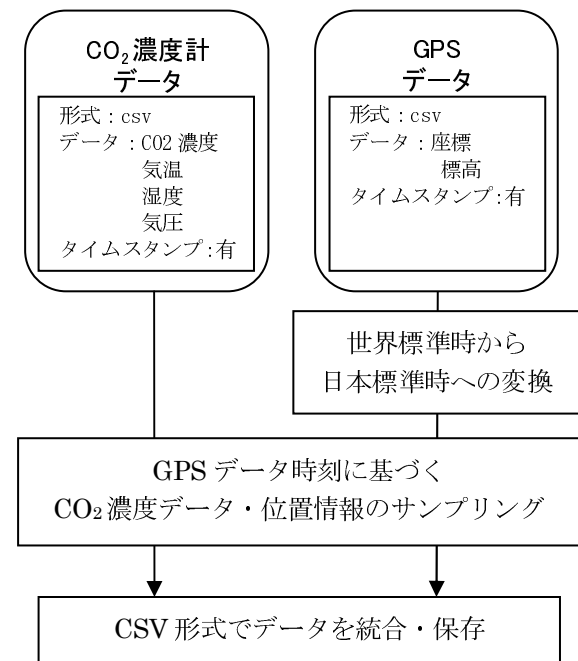 CO₂濃度計
データ
形式：csv
データ：CO2 濃度
気温
湿度
気圧
タイムスタンプ：有
GPS
データ
形式：csv
データ：座標
標高
タイムスタンプ：有
世界標準時から
日本標準時への変換
GPS データ時刻に基づく
CO₂ 濃度データ・位置情報のサンプリング
CSV 形式でデータを統合・保存